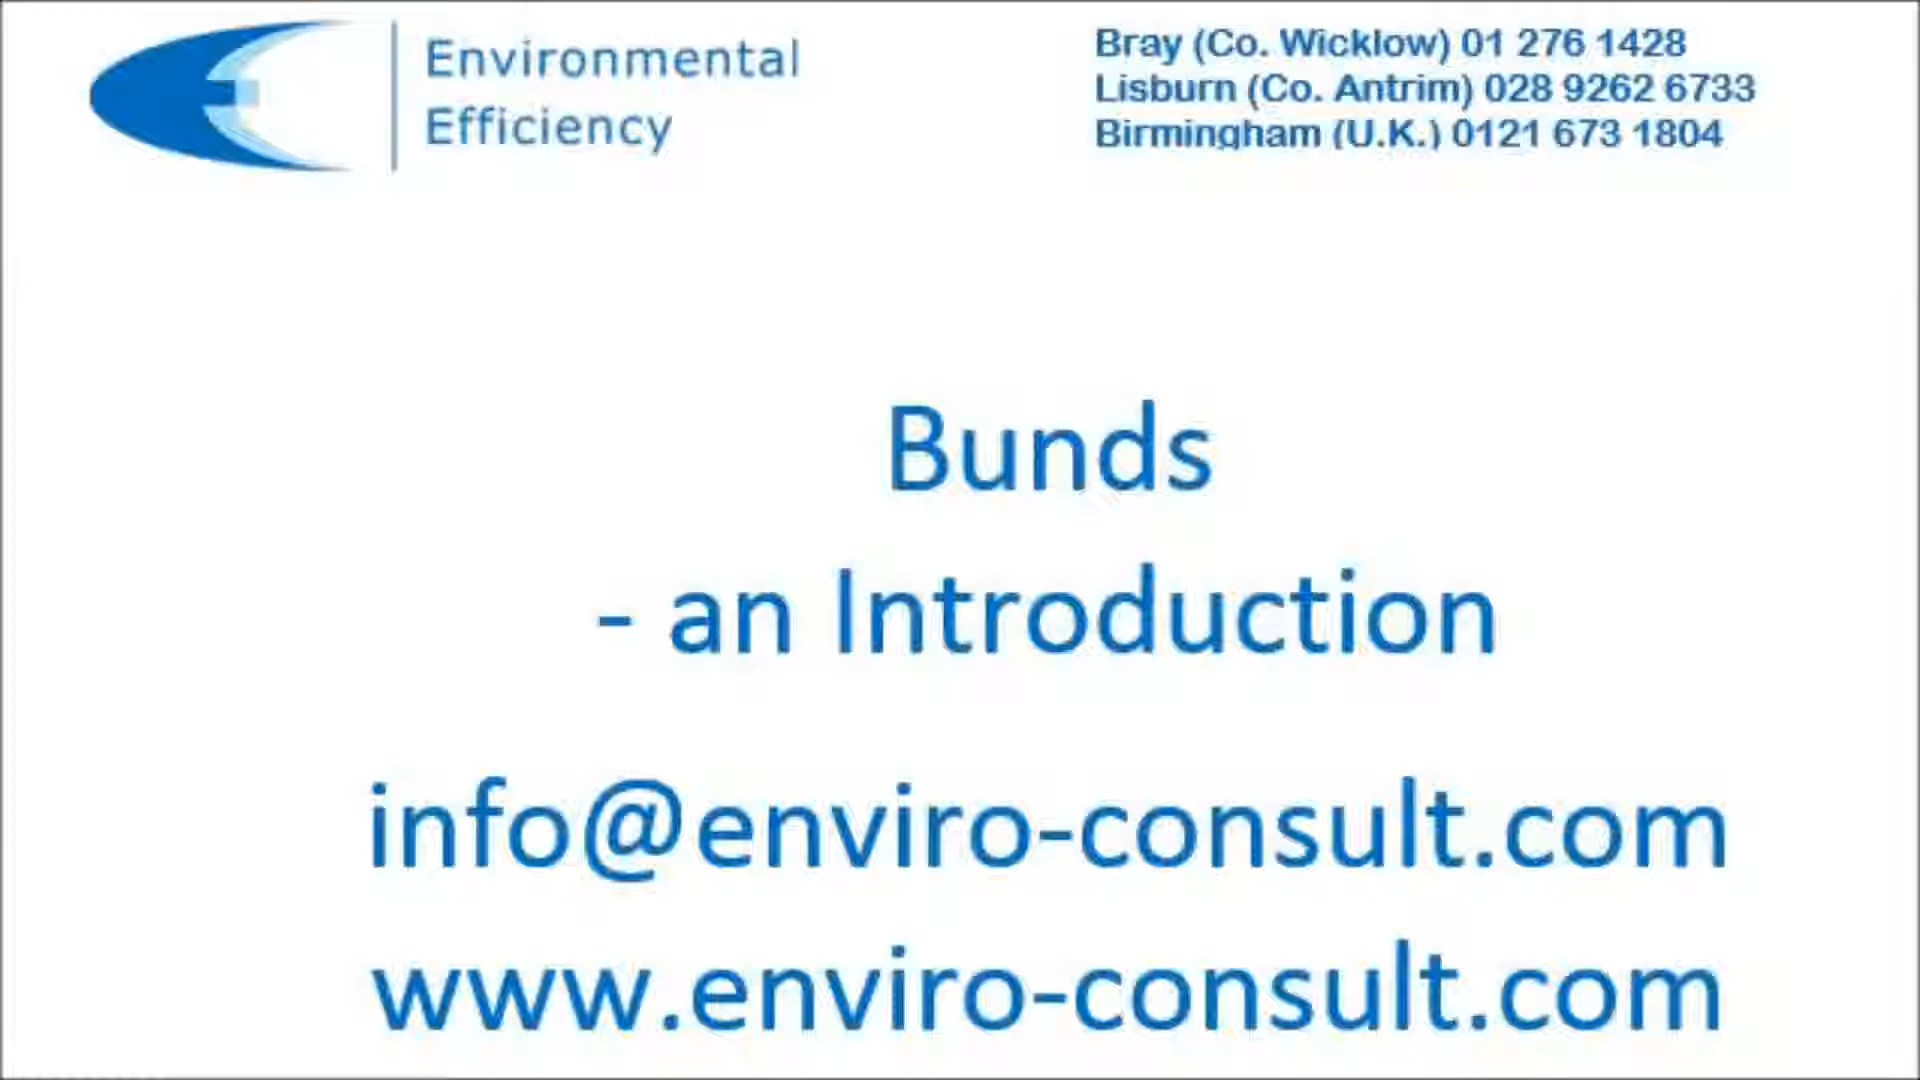 Environmental
Efficiency
Bray (Co. Wicklow) 01 276 1428
Lisburn (Co. Antrim) 028 9262 6733
Birmingham (U.K.) 0121 673 1804
Bunds
- an Introduction
info@enviro-consult.com
www.enviro-consult.com